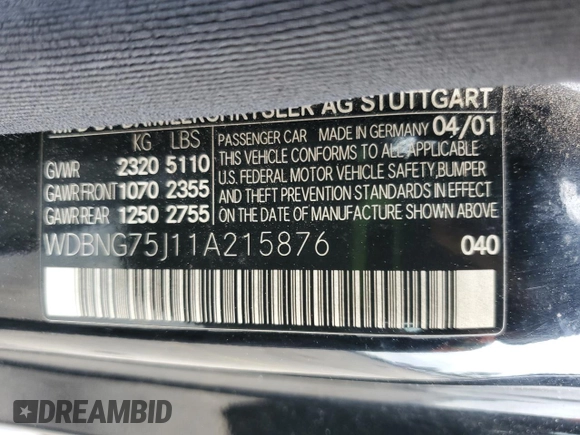 MFD BY DAIMLERCHRYSLER AG STUTTGART
KG LBS
GVWR 2320 5110
GAWR FRONT 1070 2355
GAWR REAR 1250 2755
PASSENGER CAR MADE IN GERMANY 04/01
THIS VEHICLE CONFORMS TO ALL APPLICABLE
U.S. FEDERAL MOTOR VEHICLE SAFETY,BUMPER
AND THEFT PREVENTION STANDARDS IN EFFECT
ON THE DATE OF MANUFACTURE SHOWN ABOVE.
WDBNG75J11A215876
040
DREAMBID